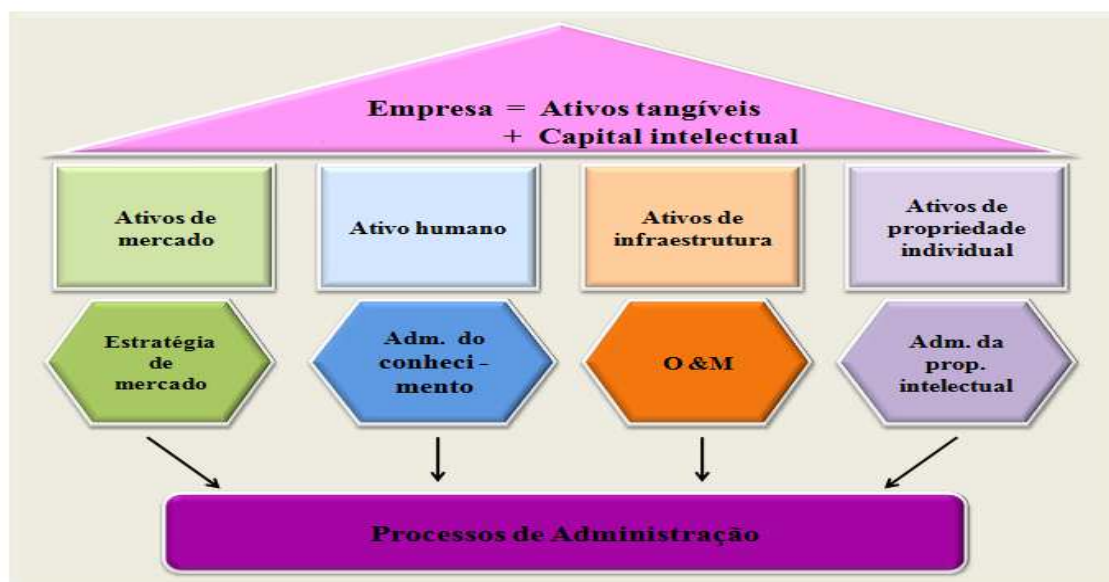 Empresa = Ativos tangíveis
+ Capital intelectual
Ativos de
mercado
Ativo humano
Ativos de
infraestrutura
Ativos de
propriedade
individual
Estratégia
de
mercado
Adm. do
conheci -
mento
O &M
Adm. da
prop.
intelectual
Processos de Administração